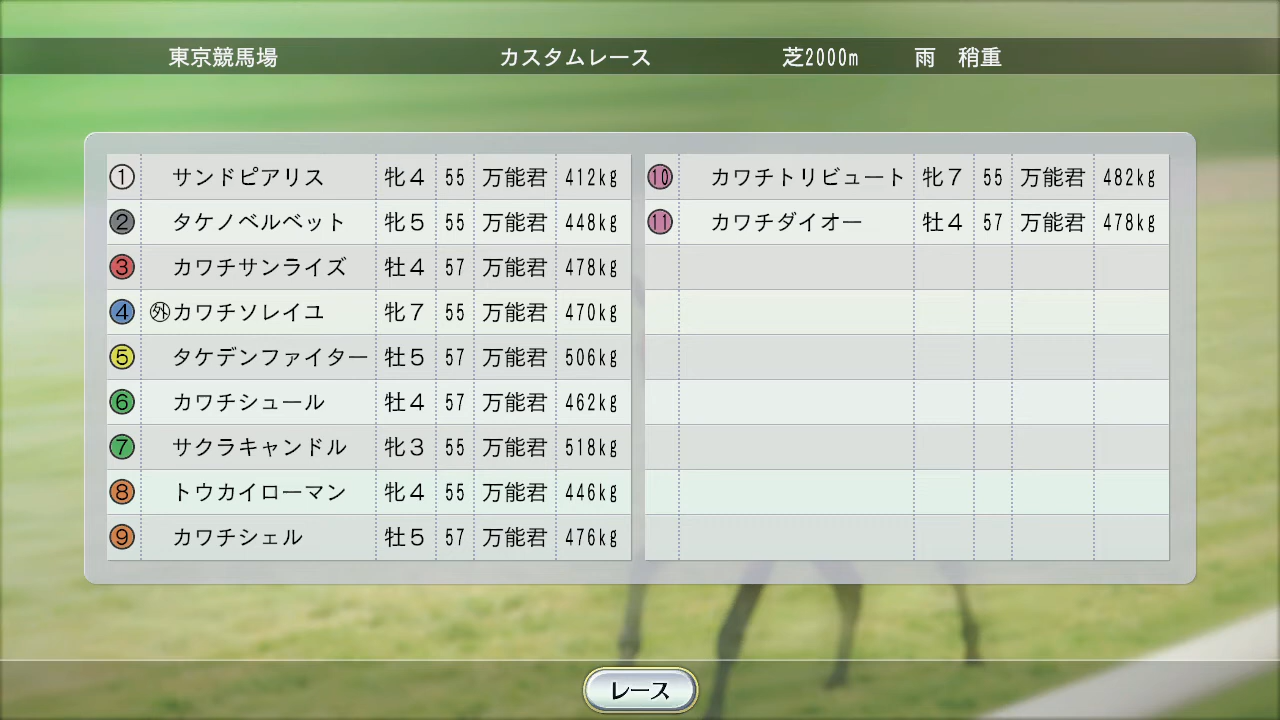 東京競馬場 カスタムレース 芝2000m 雨 稍重
1 サンドピアリス 牝4 55 万能君 412kg
2 タケノベルベット 牝5 55 万能君 448kg
3 カワチサンライズ 牡4 57 万能君 478kg
4 外 カワチソレイユ 牝7 55 万能君 470kg
5 タケデンファイター 牡5 57 万能君 506kg
6 カワチシュール 牡4 57 万能君 462kg
7 サクラキャンドル 牝3 55 万能君 518kg
8 トウカイローマン 牝4 55 万能君 446kg
9 カワチシェル 牡5 57 万能君 476kg
10 カワチトリビュート 牝7 55 万能君 482kg
11 カワチダイオー 牡4 57 万能君 478kg
レース